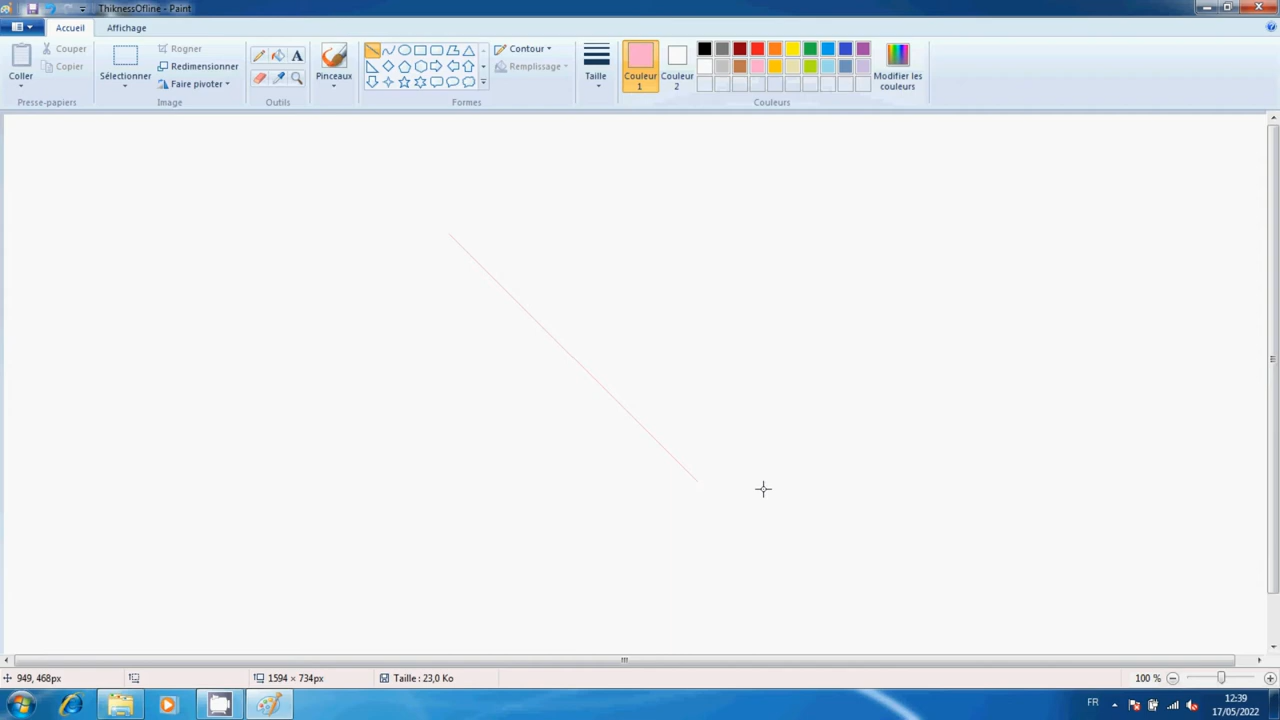 ThiknessOfline - Paint
Accueil
Affichage
Coller
Couper
Copier
Presse-papiers
Sélectionner
Rogner
Redimensionner
Faire pivoter
Image
A
Outils
Pinceaux
Contour
Remplissage
Formes
Taille
Couleur
1
Couleur
2
Modifier les
couleurs
Couleurs
949, 468px
1594 × 734px
Taille : 23,0 Ko
100 %
FR
12:39
17/05/2022